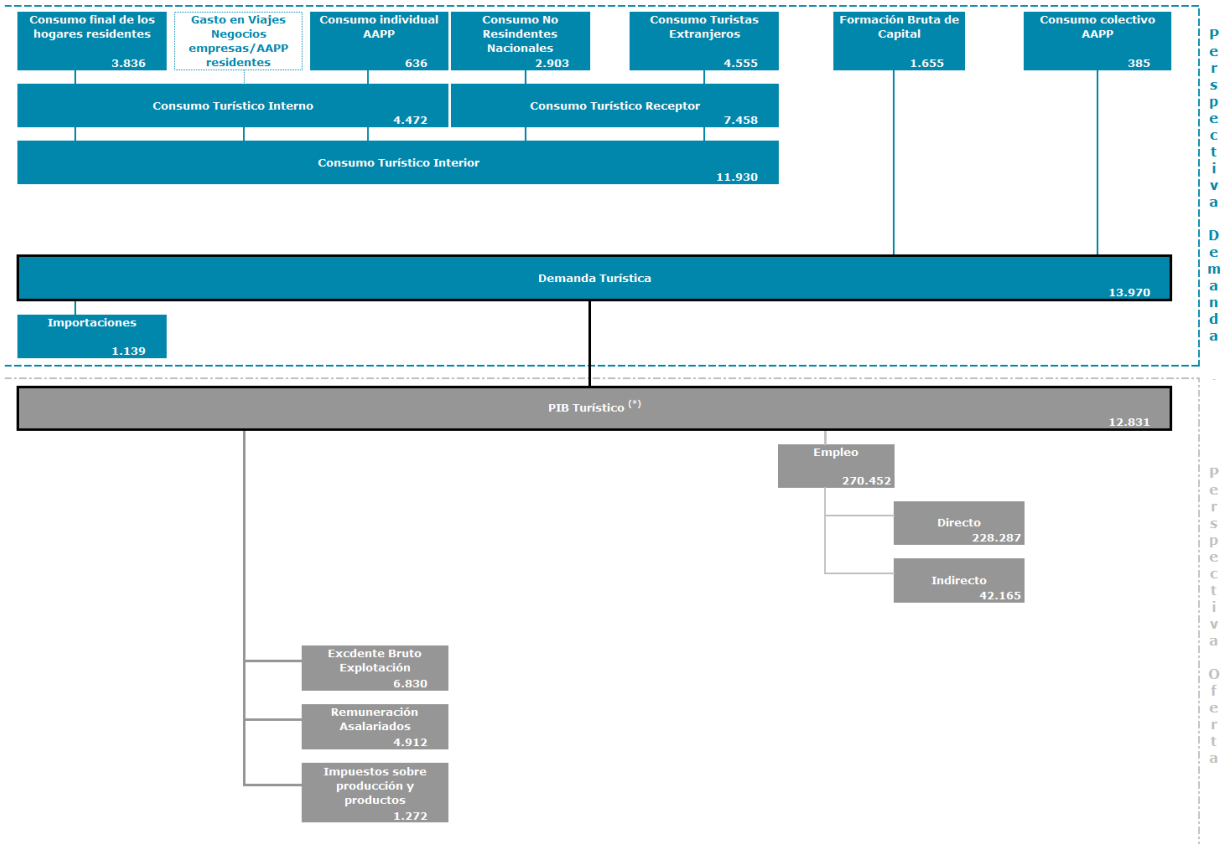 Consumo final de los
hogares residentes
3.836
Gasto en Viajes
Negocios
empresas/AAPP
residentes
Consumo individual
AAPP
636
Consumo No
Resindentes
Nacionales
2.903
Consumo Turistas
Extranjeros
4.555
Formación Bruta de
Capital
1.655
Consumo colectivo
AAPP
385
Consumo Turístico Interno
4.472
Consumo Turístico Receptor
7.458
Consumo Turístico Interior
11.930
Demanda Turística
13.970
Importaciones
1.139
Perspectiva Demanda
PIB Turístico (*)
12.831
Empleo
270.452
Directo
228.287
Indirecto
42.165
Excdente Bruto
Explotación
6.830
Remuneración
Asalariados
4.912
Impuestos sobre
producción y
productos
1.272
Perspectiva Oferta